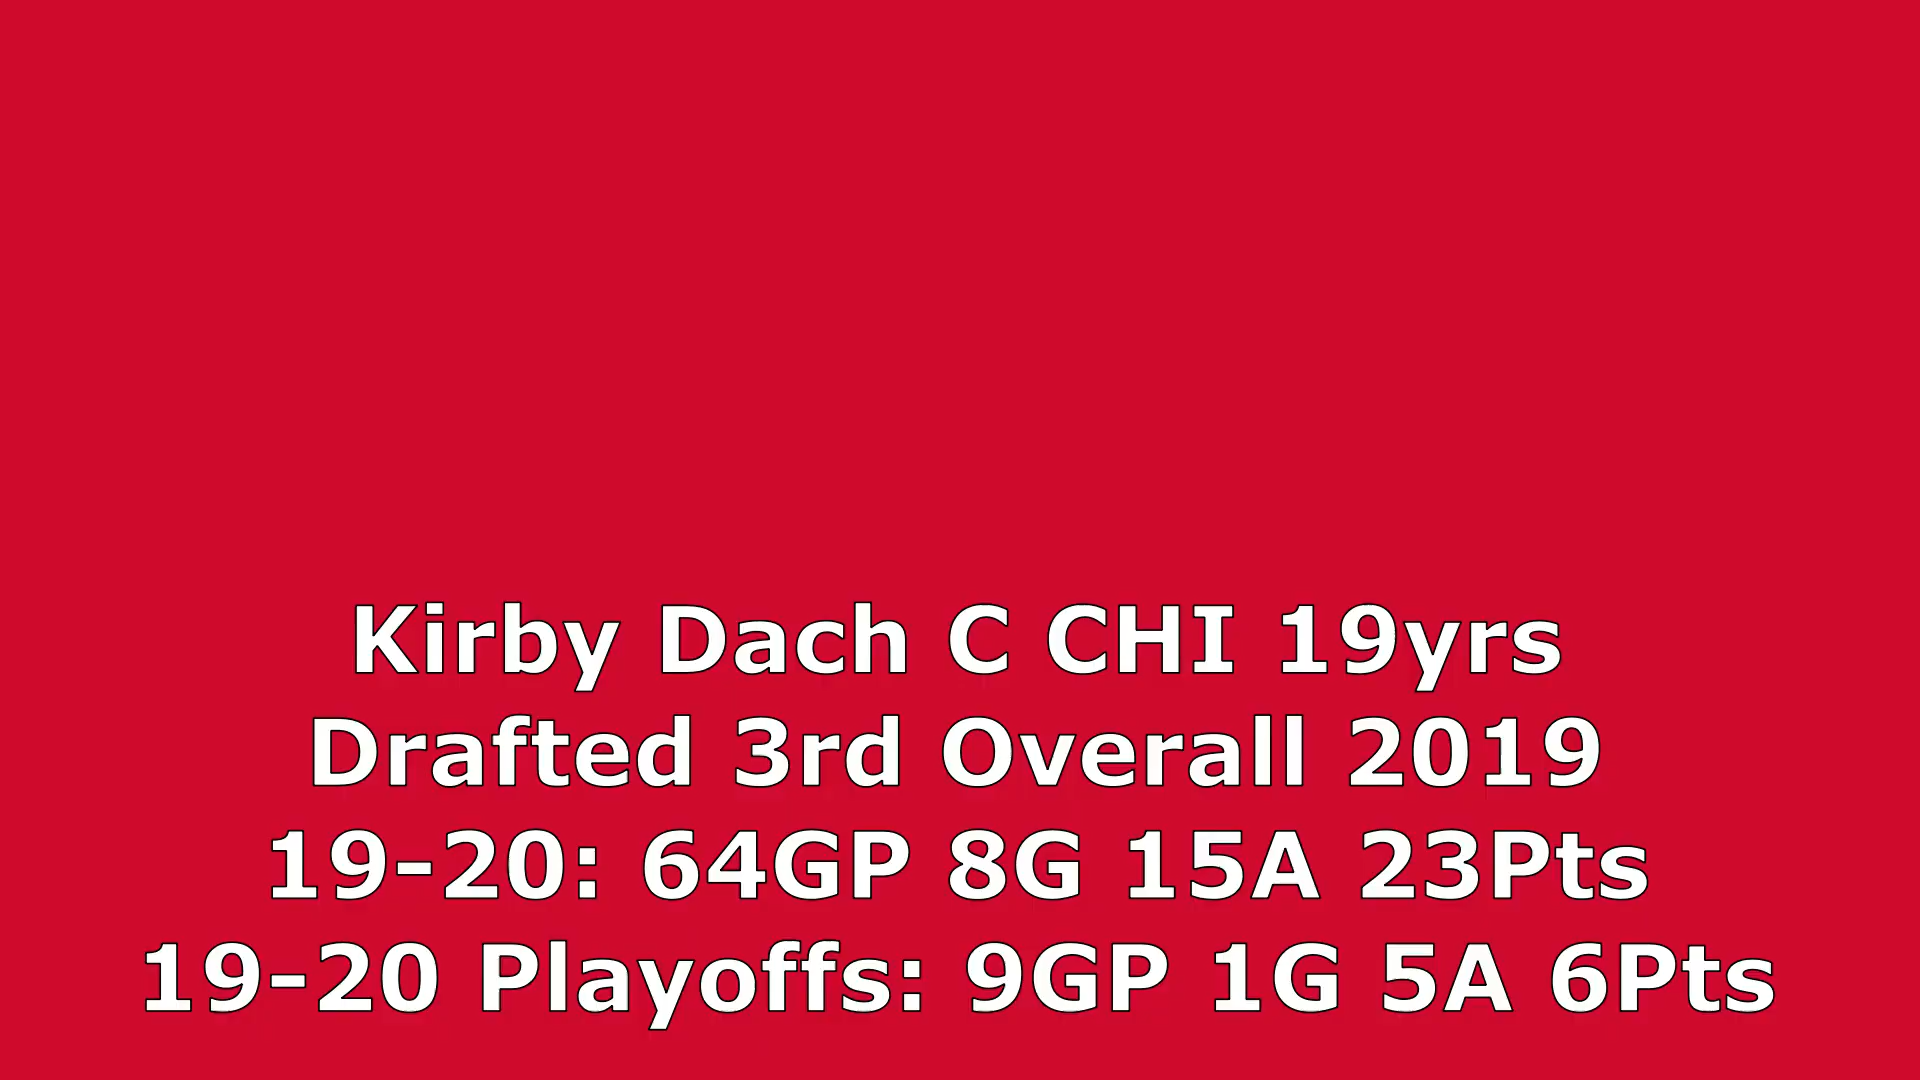 Kirby Dach C CHI 19yrs
Drafted 3rd Overall 2019
19-20: 64GP 8G 15A 23Pts
19-20 Playoffs: 9GP 1G 5A 6Pts